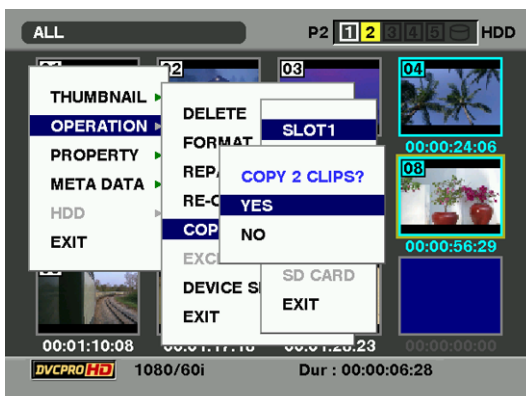 ALL
P2 1 2 3 4 5 HDD
02
03
04
THUMBNAIL
OPERATION
PROPERTY
META DATA
HDD
EXIT
DELETE
FORMAT
DEVICE
EXIT
SLOT1
SD CARD
EXIT
COPY 2 CLIPS?
YES
NO
00:00:24:06
08
00:00:56:29
00:01:10:08
00:00:00:00
DVCPRO HD 1080/60i Dur : 00:00:06:28